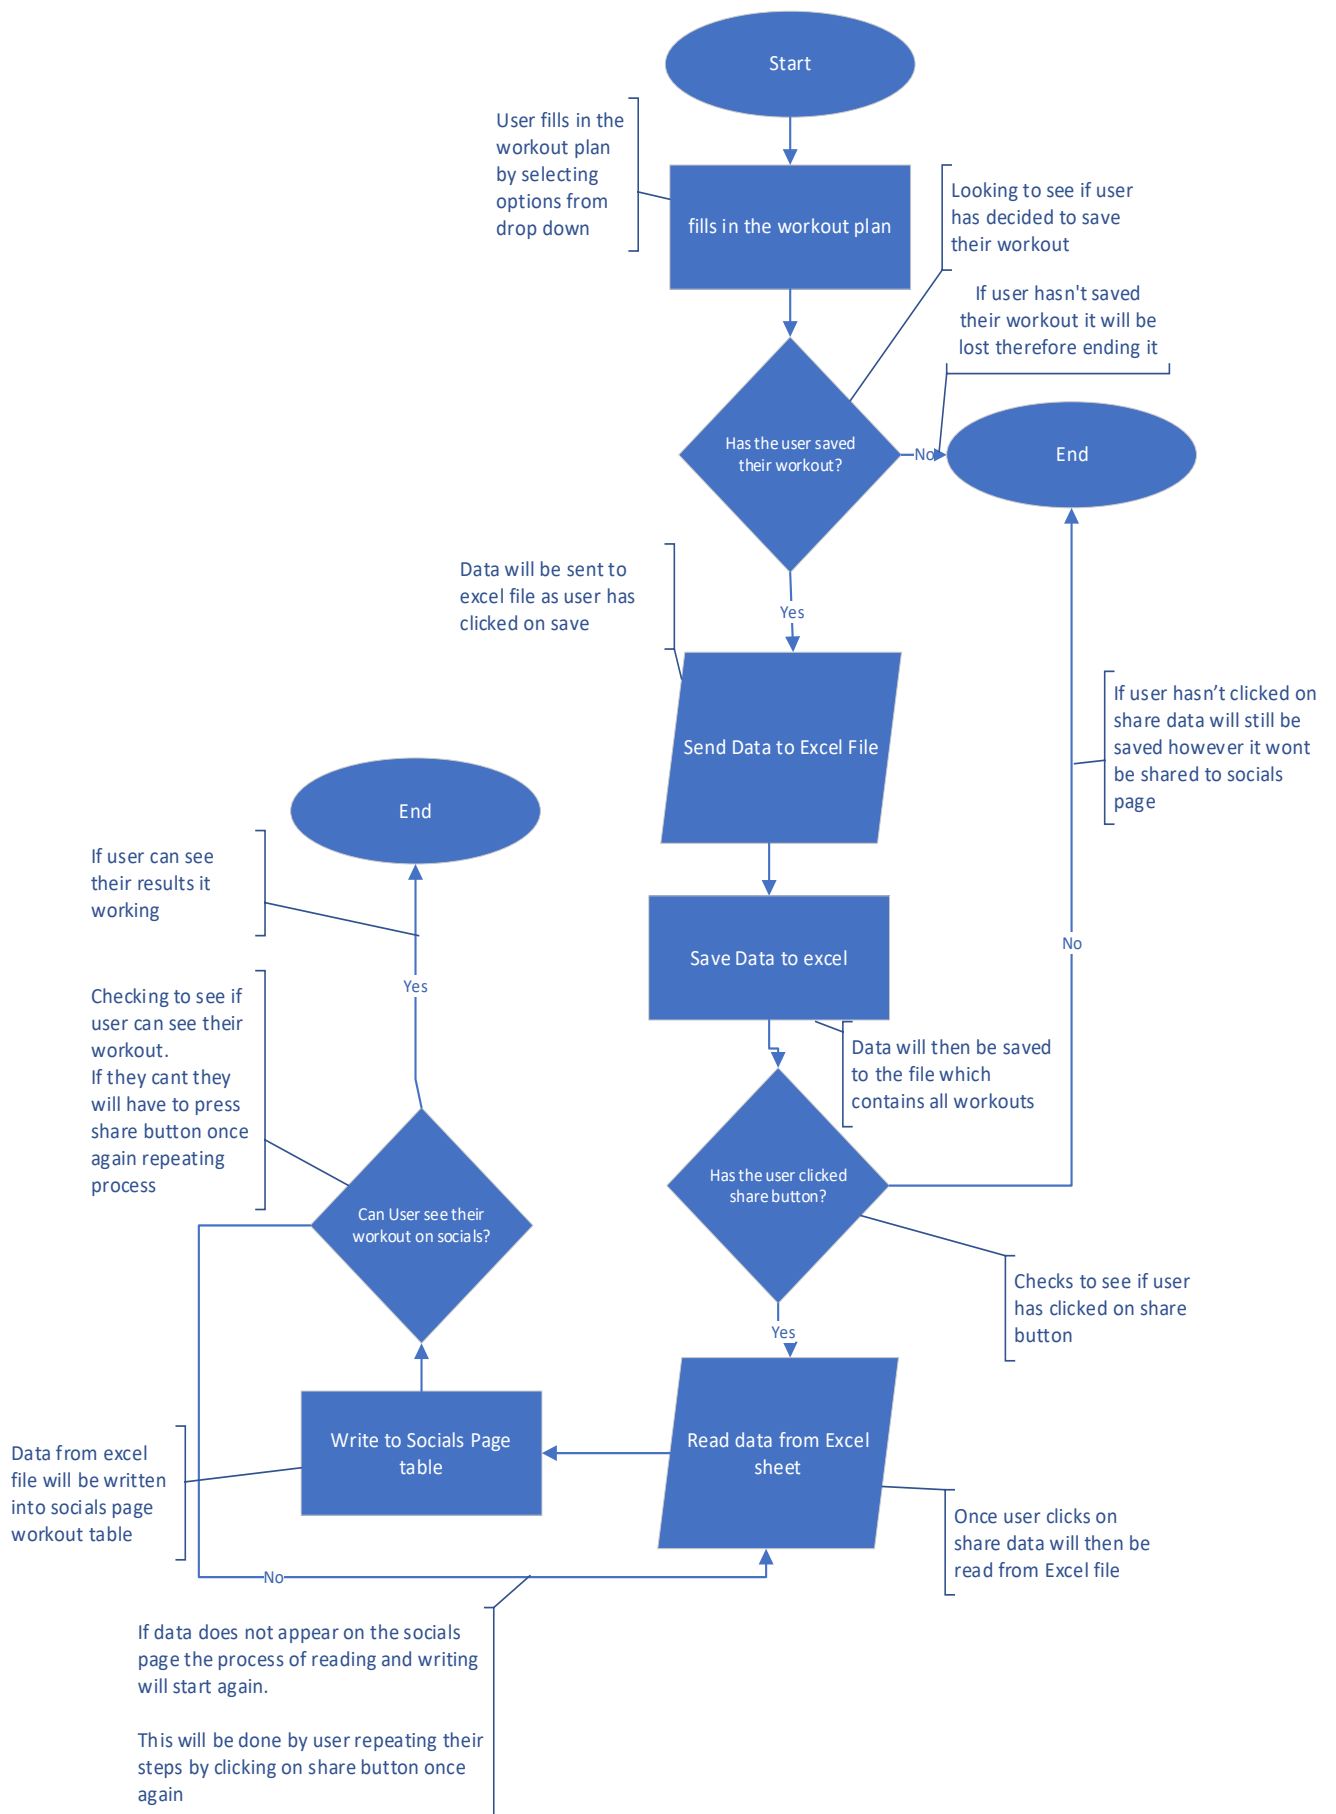 Start
User fills in the
workout plan
by selecting
options from
drop down
fills in the workout plan
Looking to see if user
has decided to save
their workout
If user hasn't saved
their workout it will be
lost therefore ending it
Has the user saved
their workout?
No
End
Yes
Data will be sent to
excel file as user has
clicked on save
Send Data to Excel File
If user hasn’t clicked on
share data will still be
saved however it wont
be shared to socials
page
End
If user can see
their results it
working
Save Data to excel
No
Yes
Checking to see if
user can see their
workout.
If they cant they
will have to press
share button once
again repeating
process
Data will then be saved
to the file which
contains all workouts
Has the user clicked
share button?
Can User see their
workout on socials?
Checks to see if user
has clicked on share
button
Yes
Write to Socials Page
table
Read data from Excel
sheet
Data from excel
file will be written
into socials page
workout table
Once user clicks on
share data will then be
read from Excel file
No
If data does not appear on the socials
page the process of reading and writing
will start again.
This will be done by user repeating their
steps by clicking on share button once
again